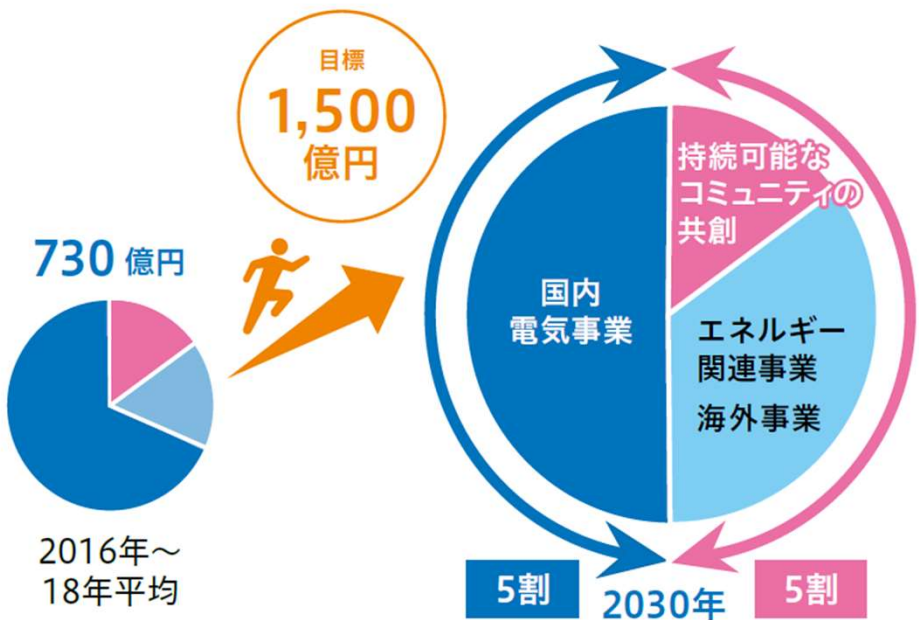 目標
1,500
億円
730 億円
2016年～
18年平均
国内
電気事業
持続可能な
コミュニティの
共創
エネルギー
関連事業
海外事業
5割
2030年
5割